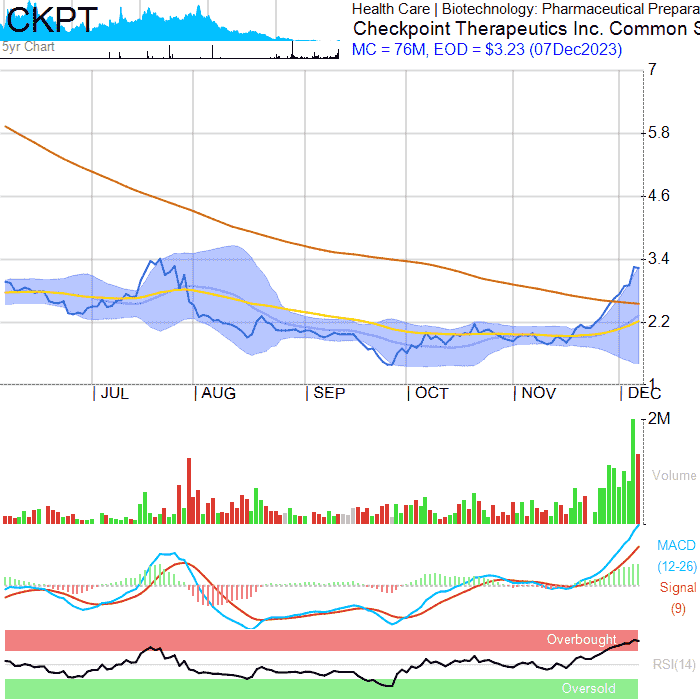 CKPT
5yr Chart
Health Care | Biotechnology: Pharmaceutical Prepara
Checkpoint Therapeutics Inc. Common S
MC = 76M, EOD = $3.23 (07Dec2023)
7
5.8
4.6
3.4
2.2
1
| JUL | AUG | SEP | OCT | NOV | DEC
2M
Volume
MACD
(12-26)
Signal
(9)
Overbought
RSI(14)
Oversold